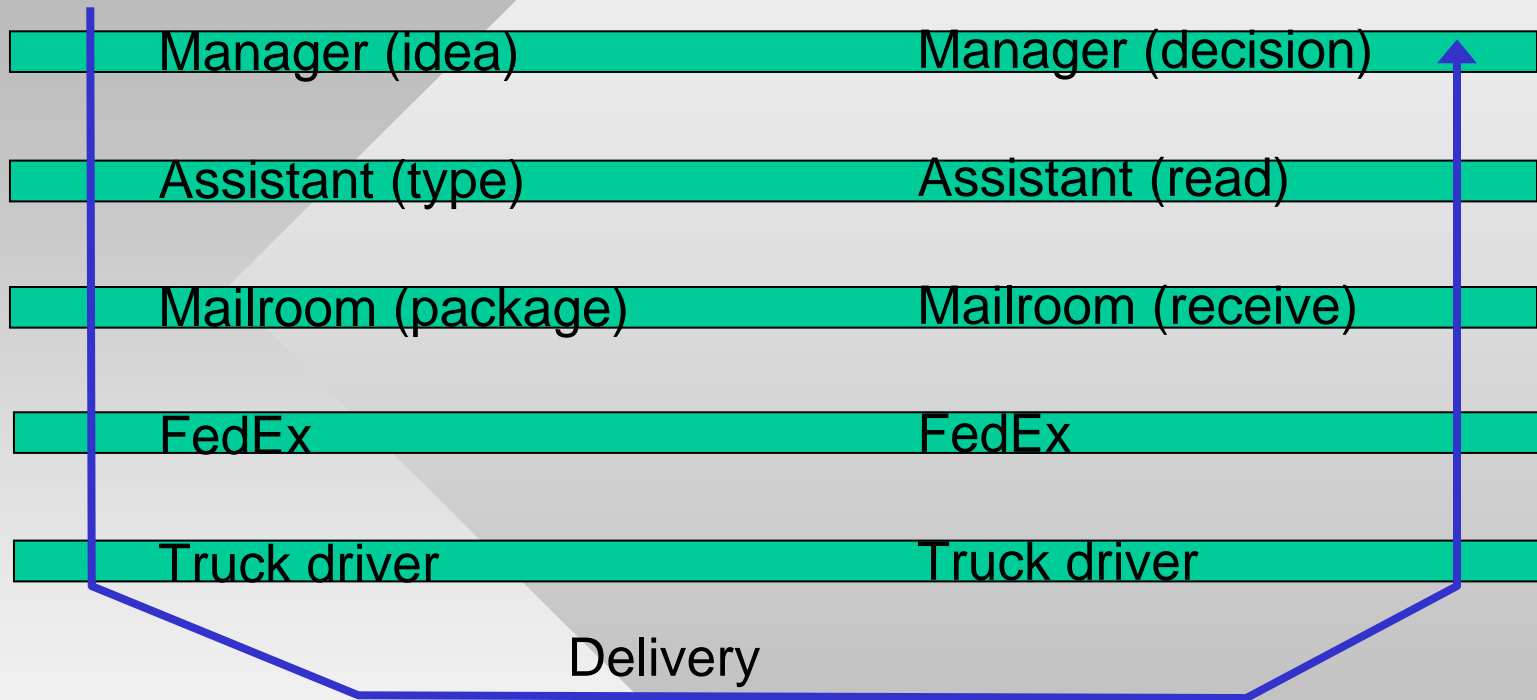 Manager (idea) Manager (decision)
Assistant (type) Assistant (read)
Mailroom (package) Mailroom (receive)
FedEx FedEx
Truck driver Truck driver
Delivery